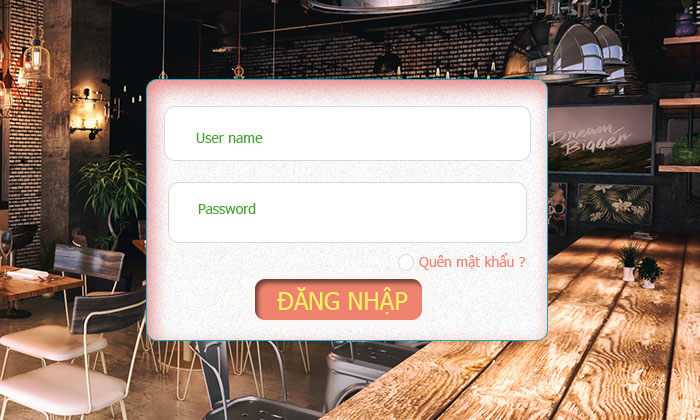 Dream
Bigger
User name
Password
Quên mật khẩu ?
ĐĂNG NHẬP